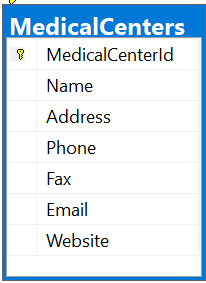 MedicalCenters
MedicalCenterId
Name
Address
Phone
Fax
Email
Website